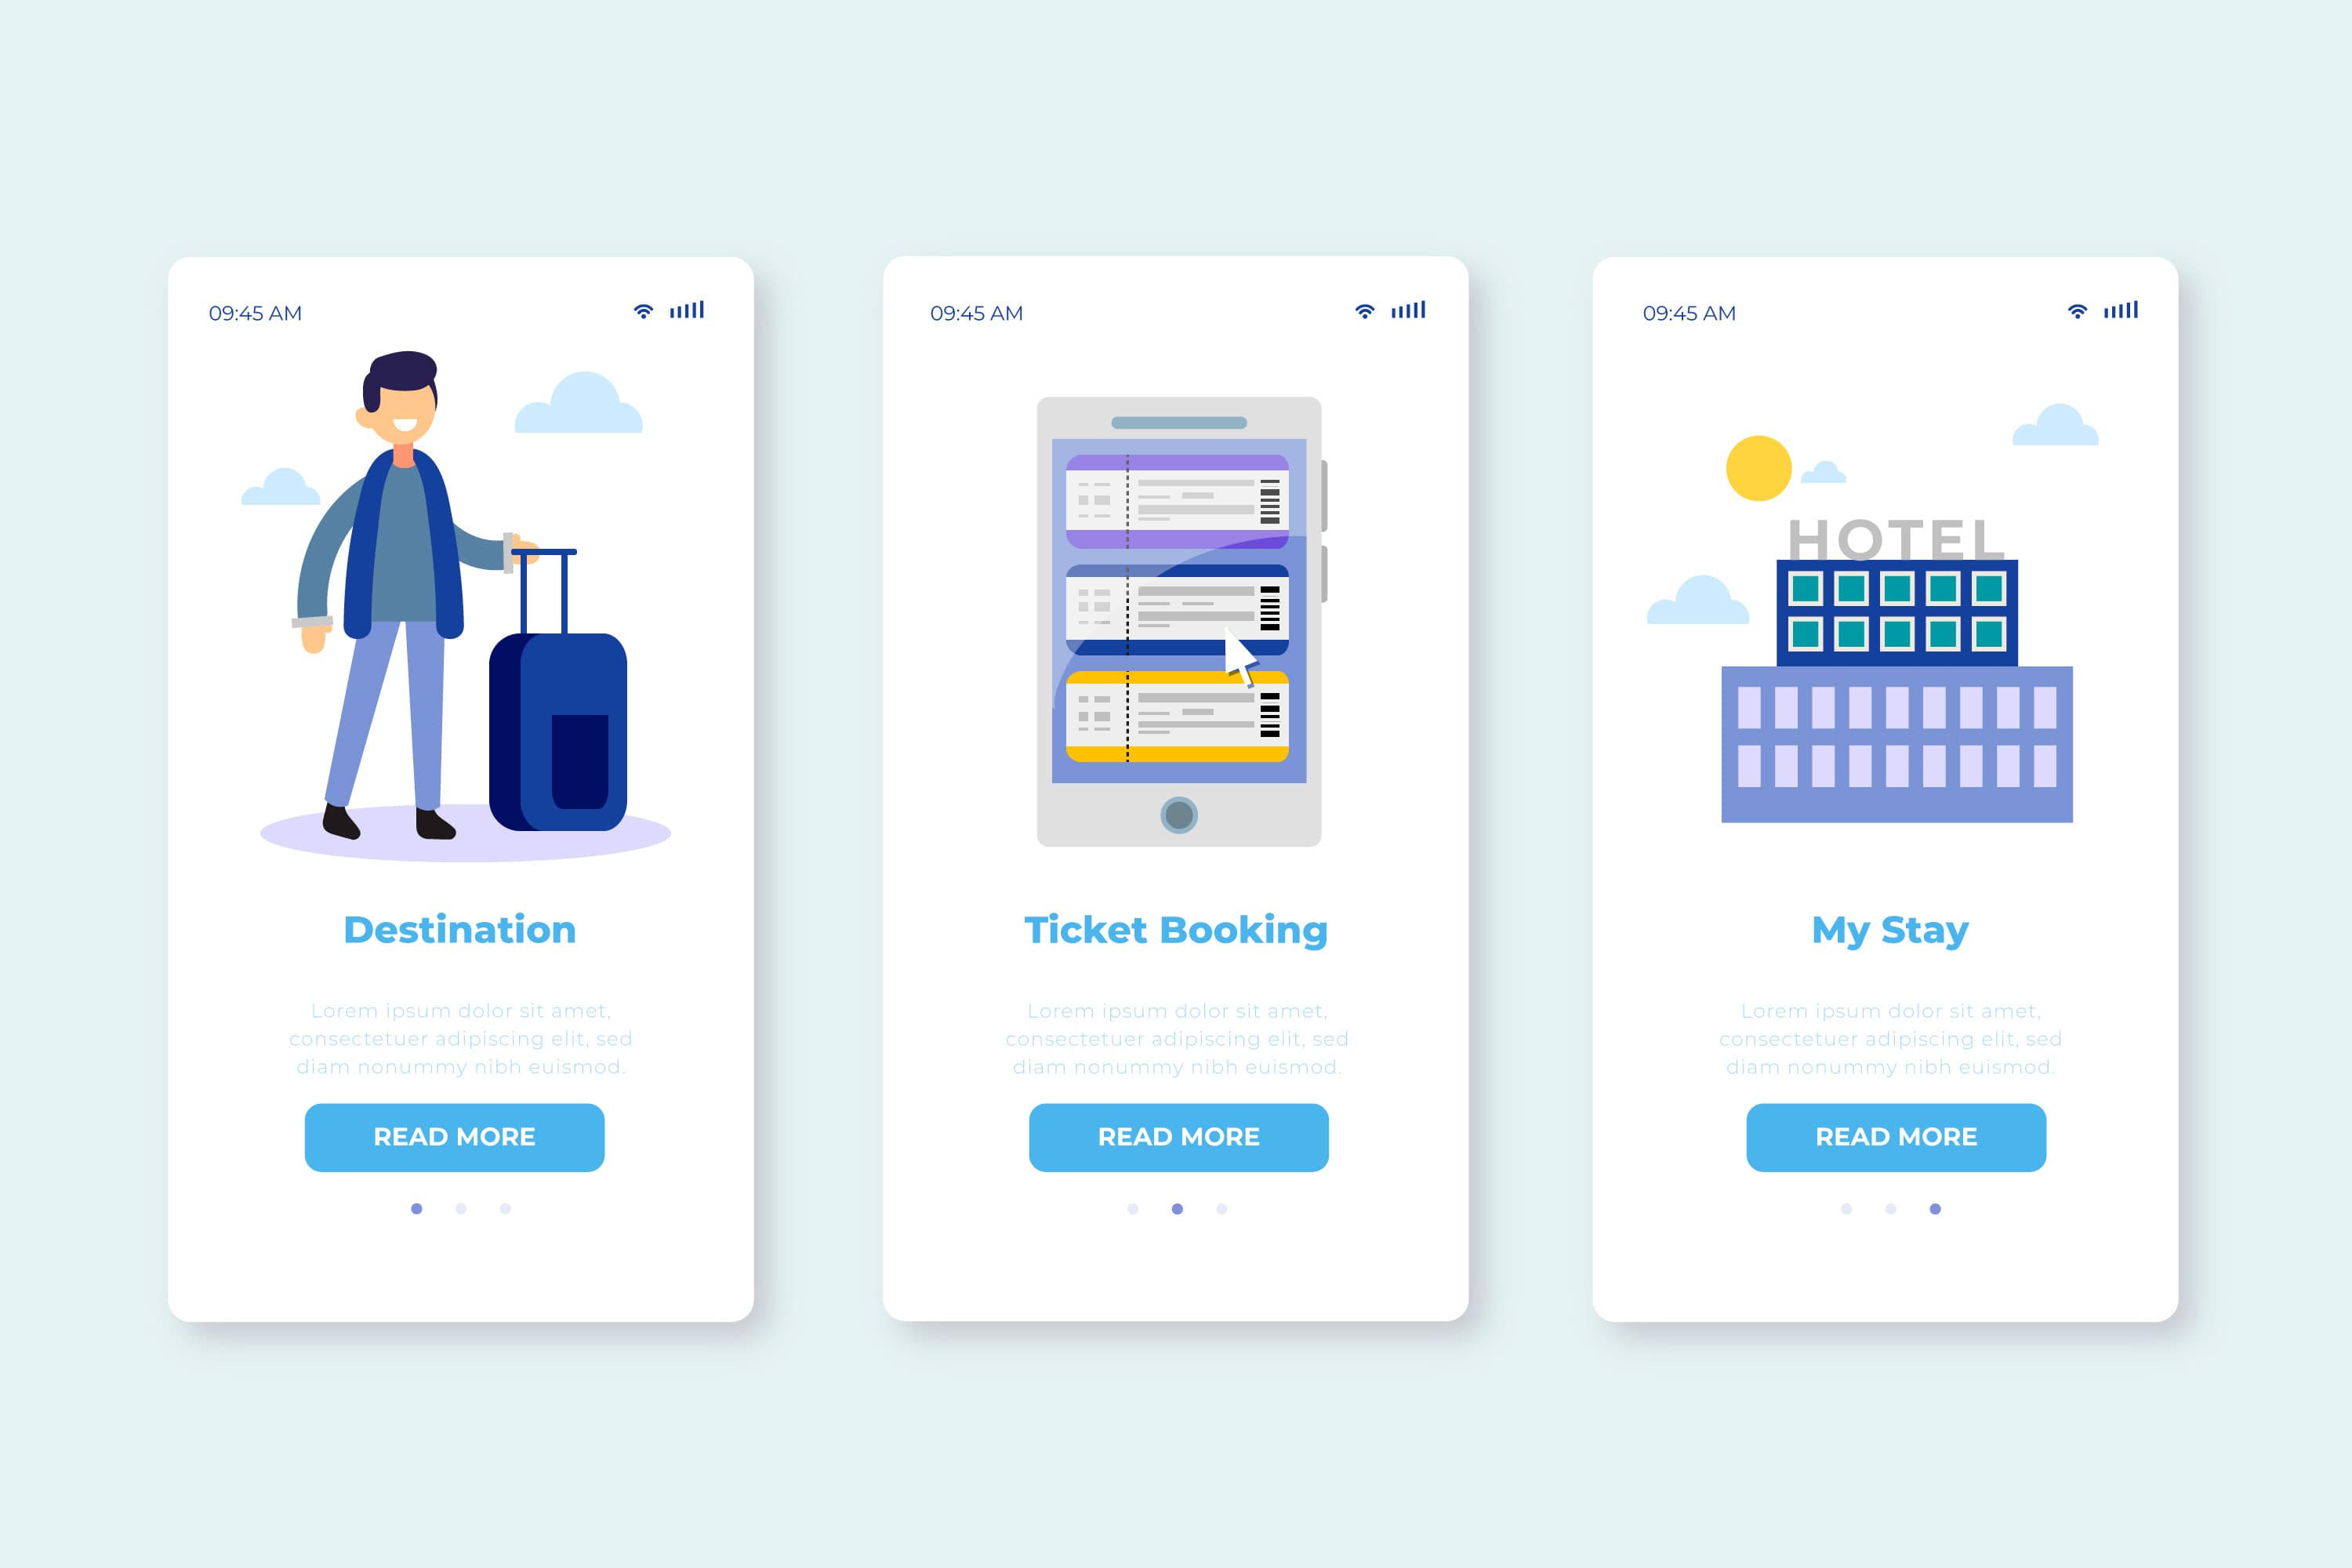 09:45 AM
Destination
Lorem ipsum dolor sit amet,
consectetuer adipiscing elit, sed
diam nonummy nibh euismod.
READ MORE
09:45 AM
Ticket Booking
Lorem ipsum dolor sit amet,
consectetuer adipiscing elit, sed
diam nonummy nibh euismod.
READ MORE
09:45 AM
HOTEL
My Stay
Lorem ipsum dolor sit amet,
consectetuer adipiscing elit, sed
diam nonummy nibh euismod.
READ MORE